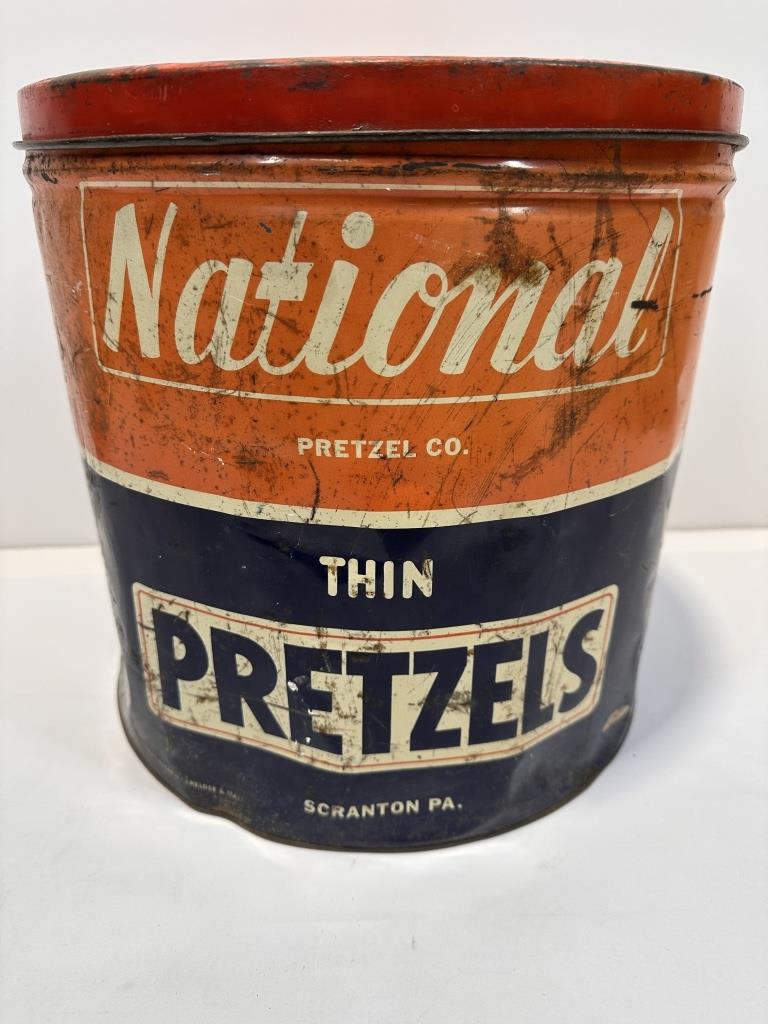 National
PRETZEL CO.
THIN
PRETZELS
SCRANTON PA.